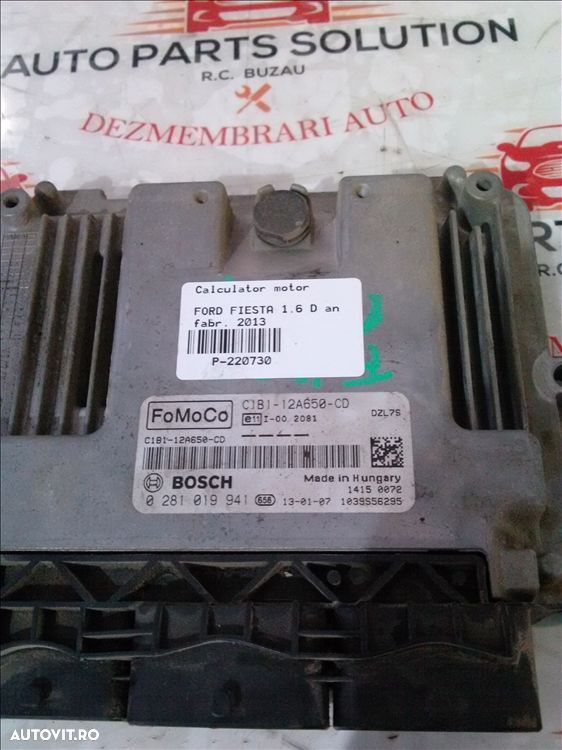 AUTO PARTS SOLUTION
R.C. BUZAU
DEZMEMBRARI AUTO
Calculator motor
FORD FIESTA 1.6 D an
fabr. 2013
P-220730
FoMoCo
C1B1-12A650-CD
e11 I-00 2081
DZL7S
C1B1-12A650-CD
BOSCH
Made in Hungary
1415 0072
0 281 019 941 656 13-01-07 1039S56295
AUTOVIT.RO